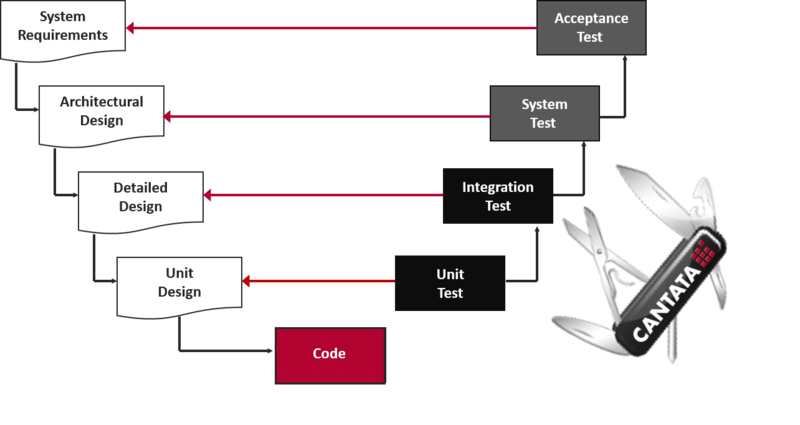 System
Requirements
Acceptance
Test
Architectural
Design
System
Test
Detailed
Design
Integration
Test
Unit
Design
Unit
Test
Code
CANTATA